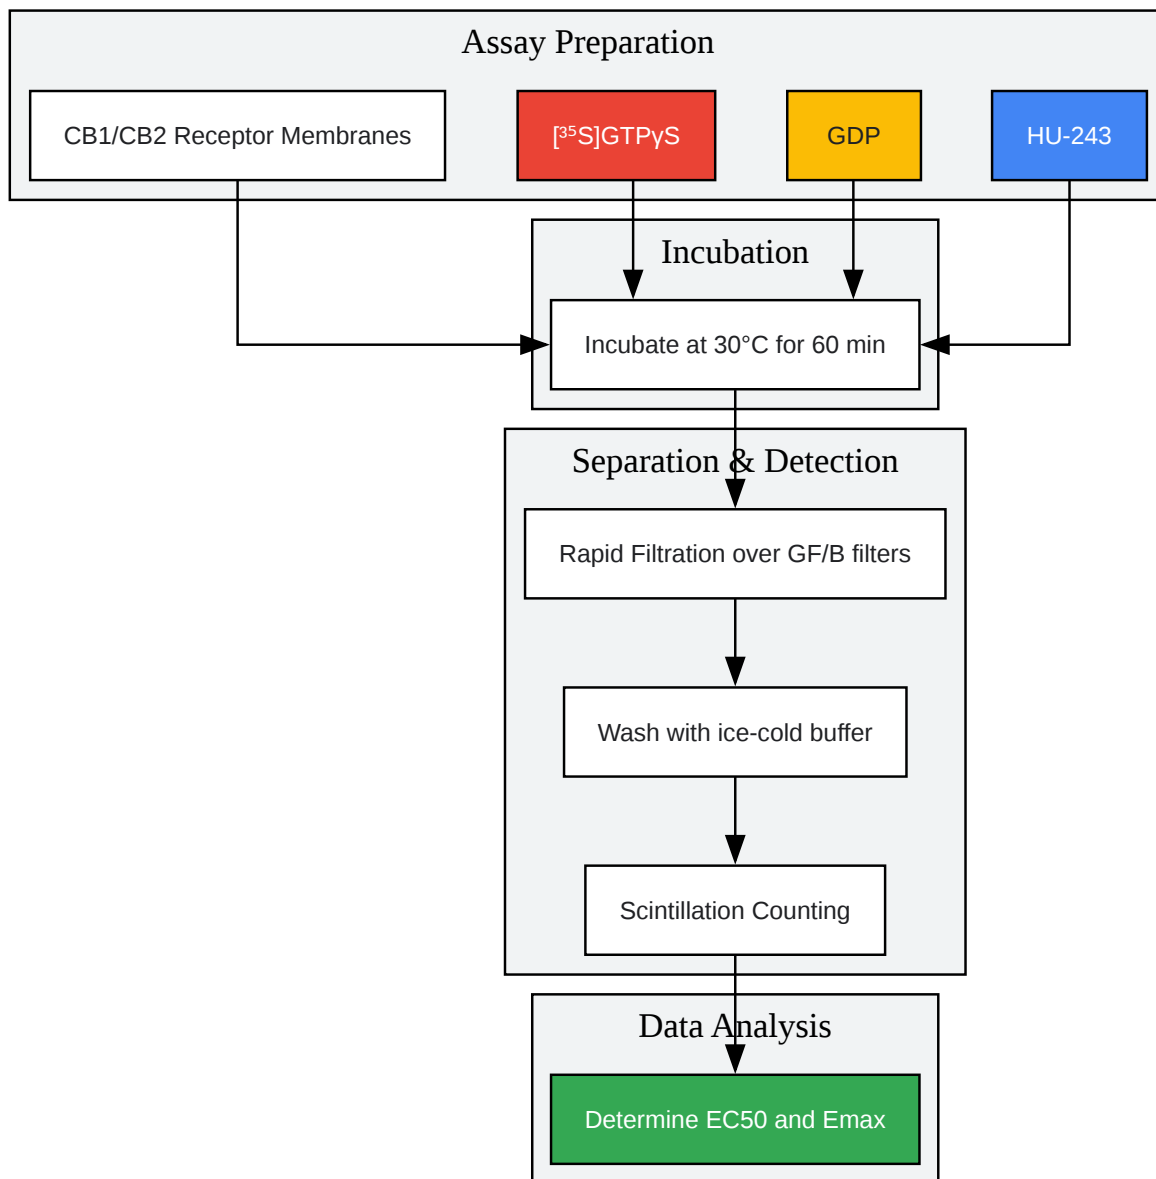 Assay Preparation
CB1/CB2 Receptor Membranes
[³⁵S]GTPγS
GDP
HU-243
Incubation
Incubate at 30°C for 60 min
Separation & Detection
Rapid Filtration over GF/B filters
Wash with ice-cold buffer
Scintillation Counting
Data Analysis
Determine EC50 and Emax